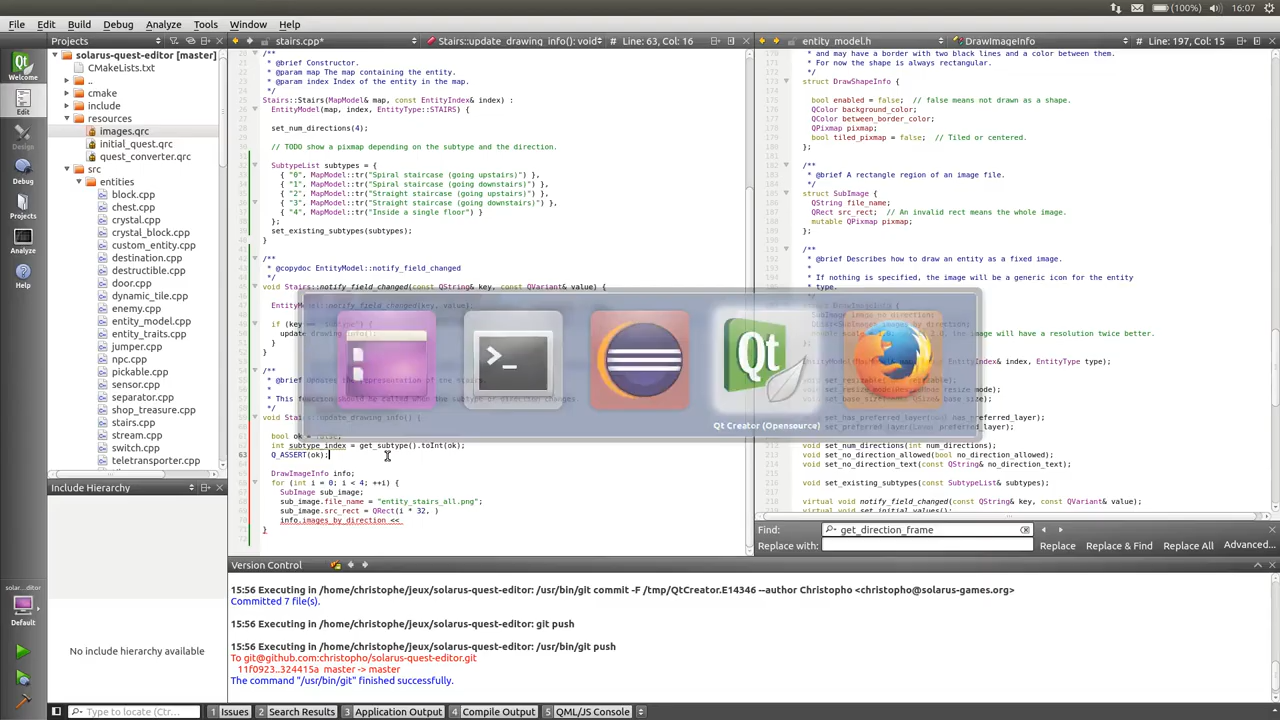 16:07
(100%)
File Edit Build Debug Analyze Tools Window Help
Projects
stairs.cpp*
Stairs::update_drawing_info(): void
# Line: 63, Col: 16
entity_model.h
DrawImageInfo
# Line: 197, Col: 15
Welcome
Edit
Design
Debug
Projects
Analyze
Help
solarus-quest-editor [master]
CMakeLists.txt
..
cmake
include
resources
images.qrc
initial_quest.qrc
quest_converter.qrc
src
entities
block.cpp
chest.cpp
crystal.cpp
crystal_block.cpp
custom_entity.cpp
destination.cpp
destructible.cpp
door.cpp
dynamic_tile.cpp
enemy.cpp
entity_model.cpp
entity_traits.cpp
jumper.cpp
npc.cpp
pickable.cpp
sensor.cpp
separator.cpp
shop_treasure.cpp
stairs.cpp
stream.cpp
switch.cpp
teletransporter.cpp
Include Hierarchy
No include hierarchy available
/**
* @brief Constructor.
* @param map The map containing the entity.
* @param index Index of the entity in the map.
*/
Stairs::Stairs(MapModel& map, const EntityIndex& index) :
EntityModel(map, index, EntityType::STAIRS) {
set_num_directions(4);
// TODO show a pixmap depending on the subtype and the direction.
SubtypeList subtypes = {
{ "0", MapModel::tr("Spiral staircase (going upstairs)") },
{ "1", MapModel::tr("Spiral staircase (going downstairs)") },
{ "2", MapModel::tr("Straight staircase (going upstairs)") },
{ "3", MapModel::tr("Straight staircase (going downstairs)") },
{ "4", MapModel::tr("Inside a single floor") }
};
set_existing_subtypes(subtypes);
}
/**
* @copydoc EntityModel::notify_field_changed
*/
void Stairs::notify_field_changed(const QString& key, const QVariant& value) {
EntityModel::notify_field_changed(key, value);
bool ok = false;
int subtype_index = get_subtype().toInt(ok);
Q_ASSERT(ok);
DrawImageInfo info;
for (int i = 0; i < 4; ++i) {
SubImage sub_image;
sub_image.file_name = "entity_stairs_all.png";
sub_image.src_rect = QRect(i * 32, )
info.images_by_direction <<
}
* and may have a border with two black lines and a color between them.
* For now the shape is always rectangular.
*/
struct DrawShapeInfo {
bool enabled = false;  // false means not drawn as a shape.
QColor background_color;
QColor between_border_color;
QPixmap pixmap;
bool tiled_pixmap = false;  // Tiled or centered.
};
/**
* @brief A rectangle region of an image file.
*/
struct SubImage {
QString file_name;
QRect src_rect;  // An invalid rect means the whole image.
mutable QPixmap pixmap;
};
/**
* @brief Describes how to draw an entity as a fixed image.
*
* If nothing is specified, the image will be a generic icon for the entity
* type.
void set_num_directions(int num_directions);
void set_no_direction_allowed(bool no_direction_allowed);
void set_no_direction_text(const QString& no_direction_text);
void set_existing_subtypes(const SubtypeList& subtypes);
virtual void notify_field_changed(const QString& key, const QVariant& value);
virtual void set_initial_values();
Qt Creator (Opensource)
Find: get_direction_frame
Replace with:
Replace Replace & Find Replace All Advanced...
Version Control
15:56 Executing in /home/christophe/jeux/solarus-quest-editor: /usr/bin/git commit -F /tmp/QtCreator.E14346 --author Christopho <christopho@solarus-games.org>
Committed 7 file(s).
15:56 Executing in /home/christophe/jeux/solarus-quest-editor: git push
15:56 Executing in /home/christophe/jeux/solarus-quest-editor: /usr/bin/git push
To git@github.com:christopho/solarus-quest-editor.git
11f0923..324415a  master -> master
The command "/usr/bin/git" finished successfully.
solar...ditor
Default
Type to locate (Ctrl...
1 Issues 2 Search Results 3 Application Output 4 Compile Output 5 QML/JS Console